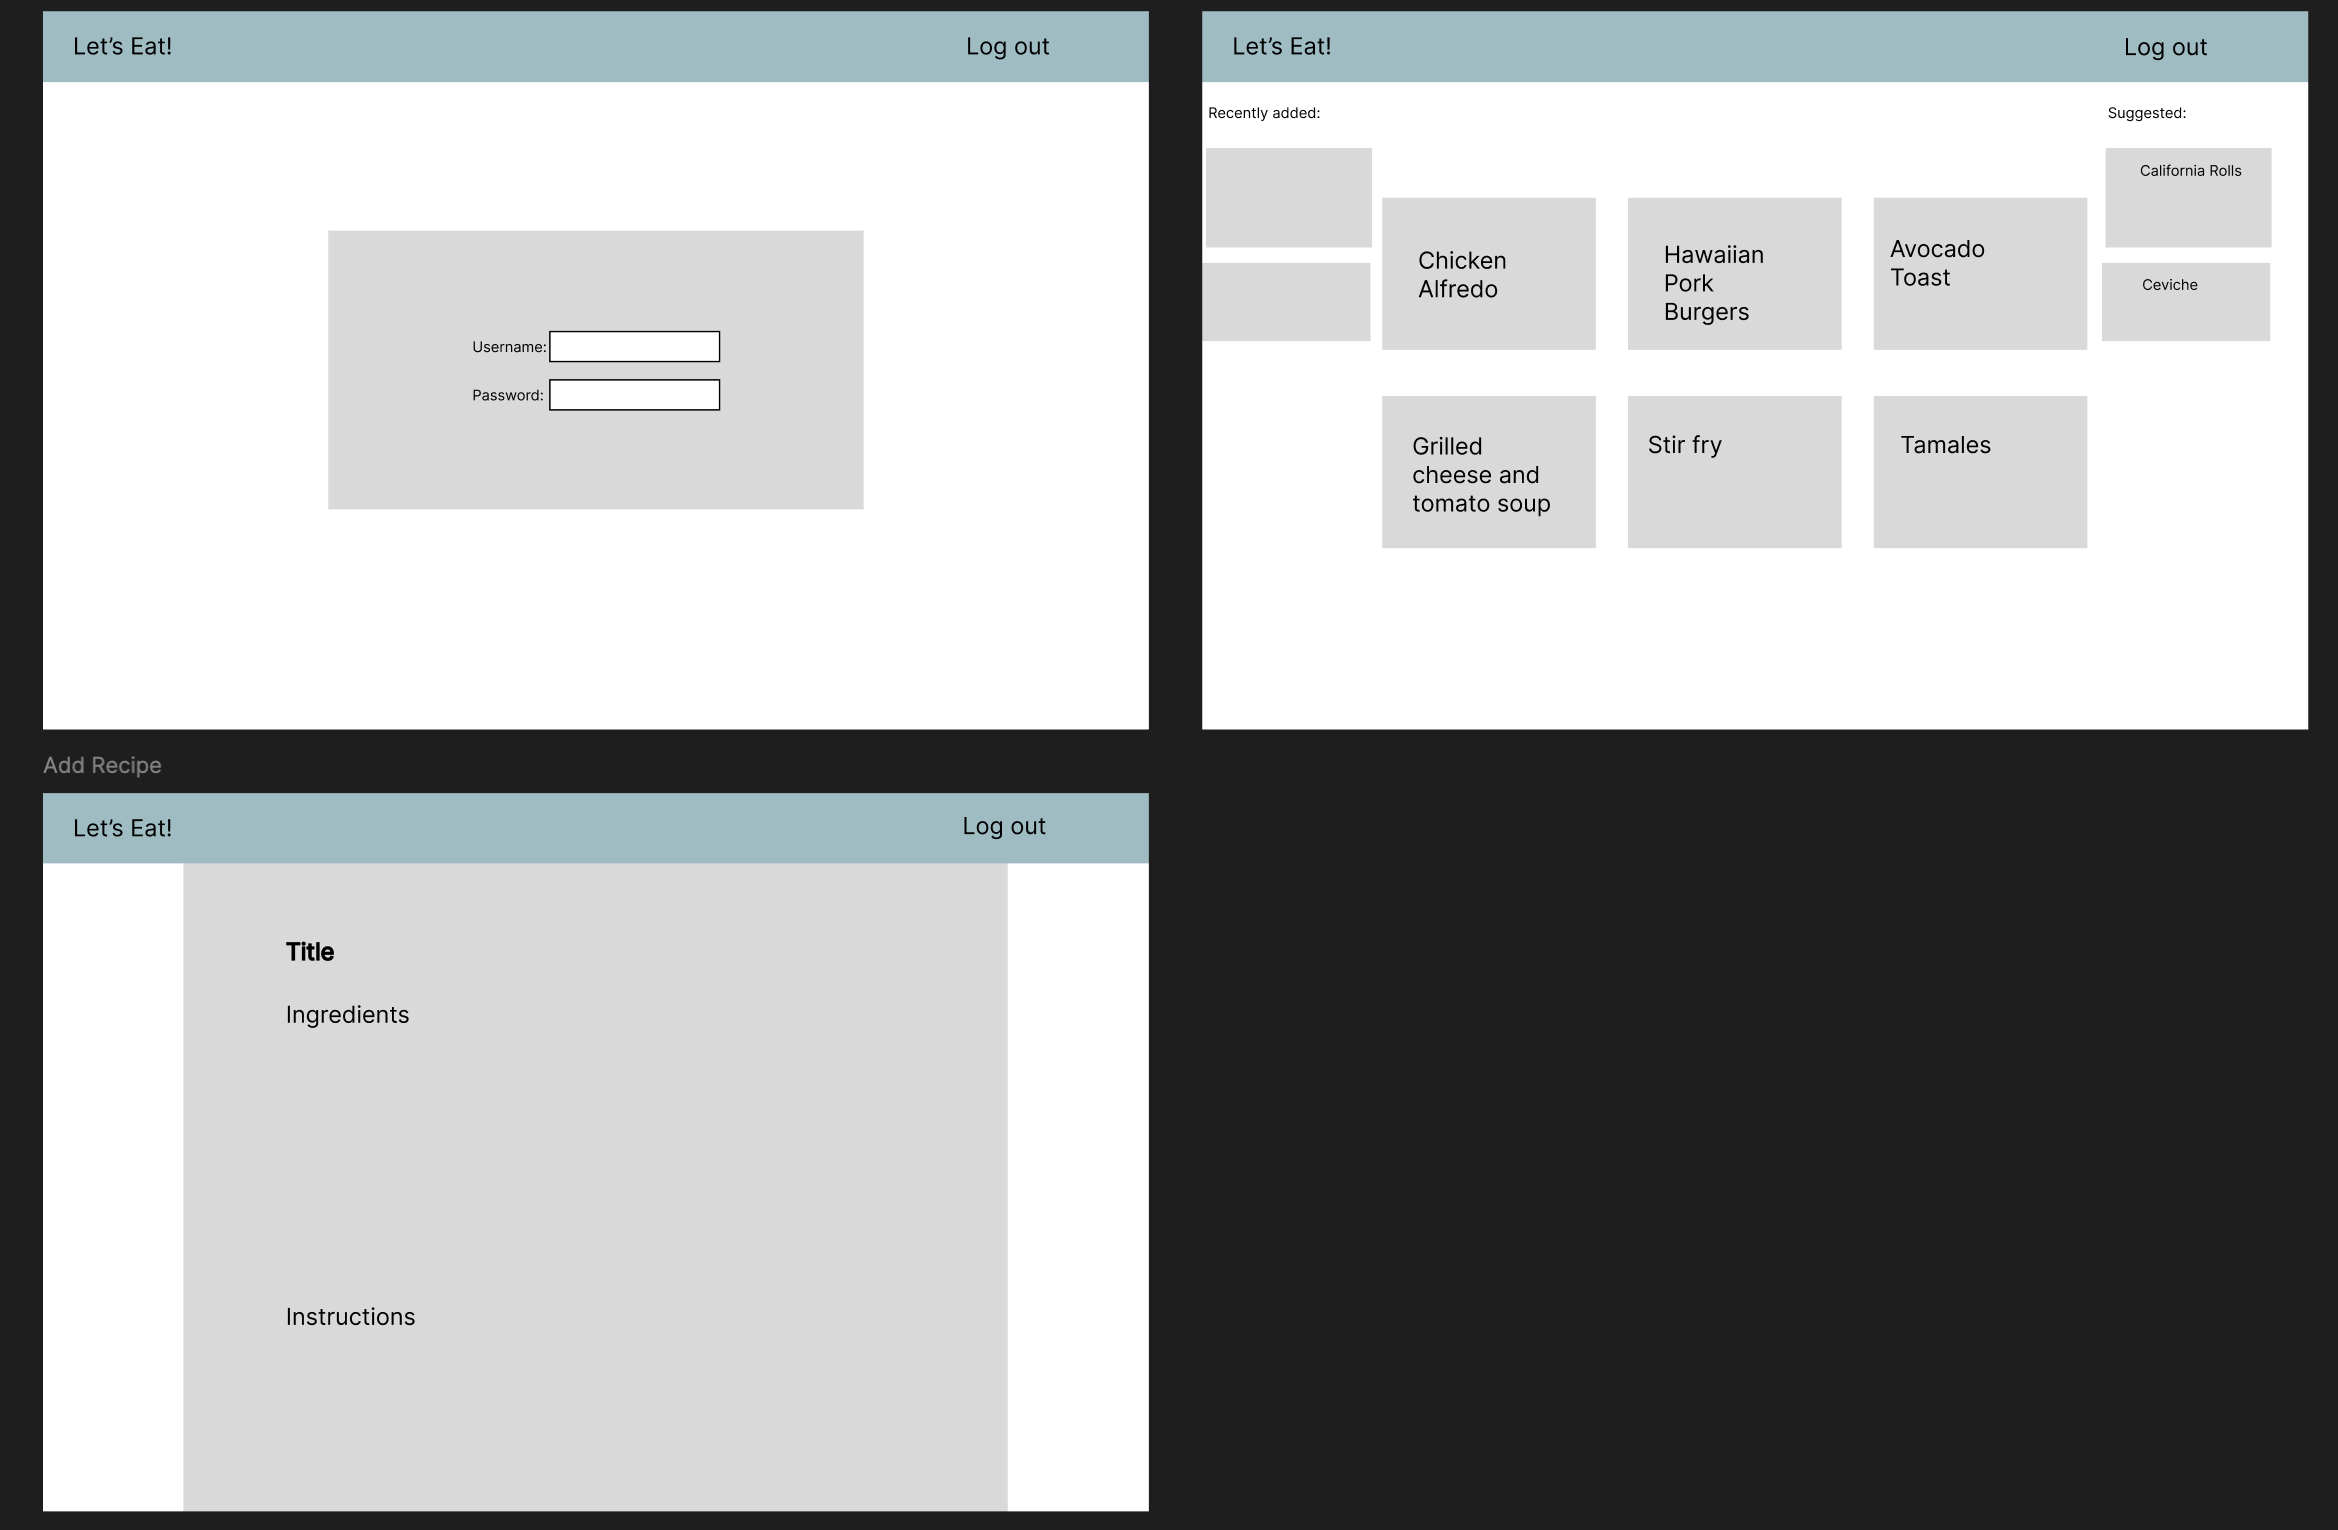 Let's Eat!
Log out
Username:
Password:
Let's Eat!
Log out
Recently added:
Suggested:
California Rolls
Ceviche
Chicken
Alfredo
Hawaiian
Pork
Burgers
Avocado
Toast
Grilled
cheese and
tomato soup
Stir fry
Tamales
Add Recipe
Let's Eat!
Log out
Title
Ingredients
Instructions